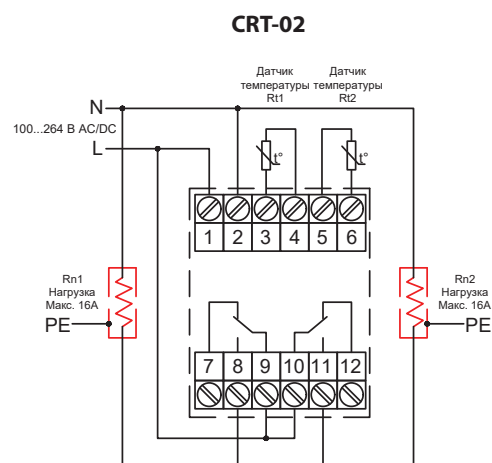 CRT-02
Датчик
температуры
Rt1
Датчик
температуры
Rt2
N
100...264 В AC/DC
L
t°
t°
1 2 3 4 5 6
Rn1
Нагрузка
Макс. 16А
PE
Rn2
Нагрузка
Макс. 16А
PE
7 8 9 10 11 12